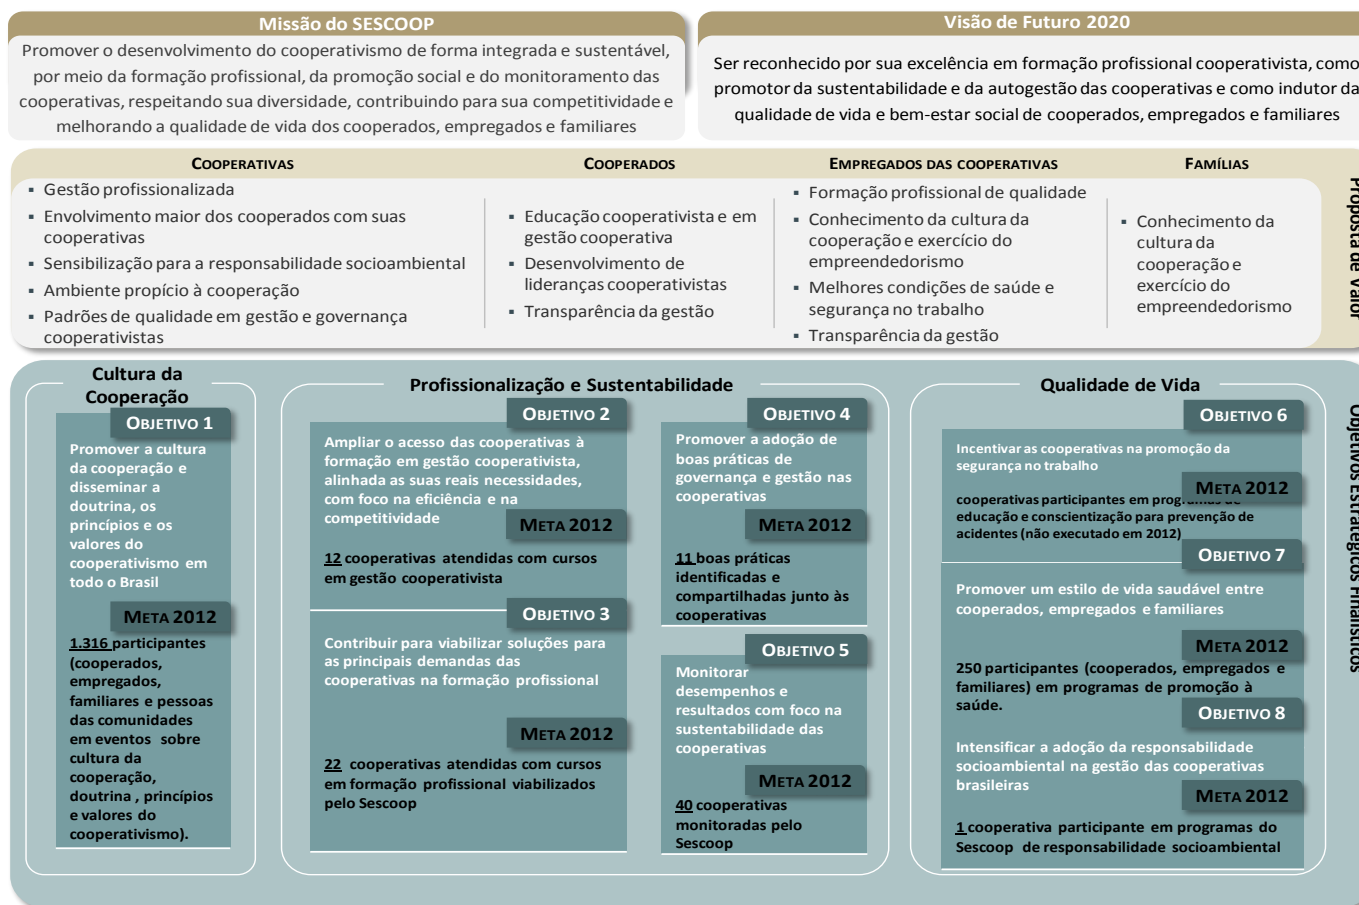 Missão do SESCOOP
Promover o desenvolvimento do cooperativismo de forma integrada e sustentável,
por meio da formação profissional, da promoção social e do monitoramento das
cooperativas, respeitando sua diversidade, contribuindo para sua competitividade e
melhorando a qualidade de vida dos cooperados, empregados e familiares
Visão de Futuro 2020
Ser reconhecido por sua excelência em formação profissional cooperativista, como
promotor da sustentabilidade e da autogestão das cooperativas e como indutor da
qualidade de vida e bem-estar social de cooperados, empregados e familiares
Proposta de Valor
COOPERATIVAS
▪ Gestão profissionalizada
▪ Envolvimento maior dos cooperados com suas
cooperativas
▪ Sensibilização para a responsabilidade socioambiental
▪ Ambiente propício à cooperação
▪ Padrões de qualidade em gestão e governança
cooperativistas
COOPERADOS
▪ Educação cooperativista e em
gestão cooperativa
▪ Desenvolvimento de
lideranças cooperativistas
▪ Transparência da gestão
EMPREGADOS DAS COOPERATIVAS
▪ Formação profissional de qualidade
▪ Conhecimento da cultura da
cooperação e exercício do
empreendedorismo
▪ Melhores condições de saúde e
segurança no trabalho
▪ Transparência da gestão
FAMÍLIAS
▪ Conhecimento da
cultura da
cooperação e
exercício do
empreendedorismo
Objetivos Estratégicos Finalísticos
Cultura da
Cooperação
OBJETIVO 1
Promover a cultura
da cooperação e
disseminar a
doutrina, os
princípios e os
valores do
cooperativismo em
todo o Brasil
META 2012
1.316 participantes
(cooperados,
empregados,
familiares e pessoas
das comunidades
em eventos sobre
cultura da
cooperação,
doutrina , princípios
e valores do
cooperativismo).
Profissionalização e Sustentabilidade
OBJETIVO 2
Ampliar o acesso das cooperativas à
formação em gestão cooperativista,
alinhada as suas reais necessidades,
com foco na eficiência e na
competitividade
META 2012
12 cooperativas atendidas com cursos
em gestão cooperativista
OBJETIVO 3
Contribuir para viabilizar soluções para
as principais demandas das
cooperativas na formação profissional
META 2012
22 cooperativas atendidas com cursos
em formação profissional viabilizados
pelo Sescoop
OBJETIVO 4
Promover a adoção de
boas práticas de
governança e gestão nas
cooperativas
META 2012
11 boas práticas
identificadas e
compartilhadas junto às
cooperativas
OBJETIVO 5
Monitorar
desempenhos e
resultados com foco na
sustentabilidade das
cooperativas
META 2012
40 cooperativas
monitoradas pelo
Sescoop
Qualidade de Vida
OBJETIVO 6
Incentivar as cooperativas na promoção da
segurança no trabalho
META 2012
cooperativas participantes em programas de
educação e conscientização para prevenção de
acidentes (não executado em 2012)
OBJETIVO 7
Promover um estilo de vida saudável entre
cooperados, empregados e familiares
META 2012
250 participantes (cooperados, empregados e
familiares) em programas de promoção à
saúde.
OBJETIVO 8
Intensificar a adoção da responsabilidade
socioambiental na gestão das cooperativas
brasileiras
META 2012
1 cooperativa participante em programas do
Sescoop de responsabilidade socioambiental